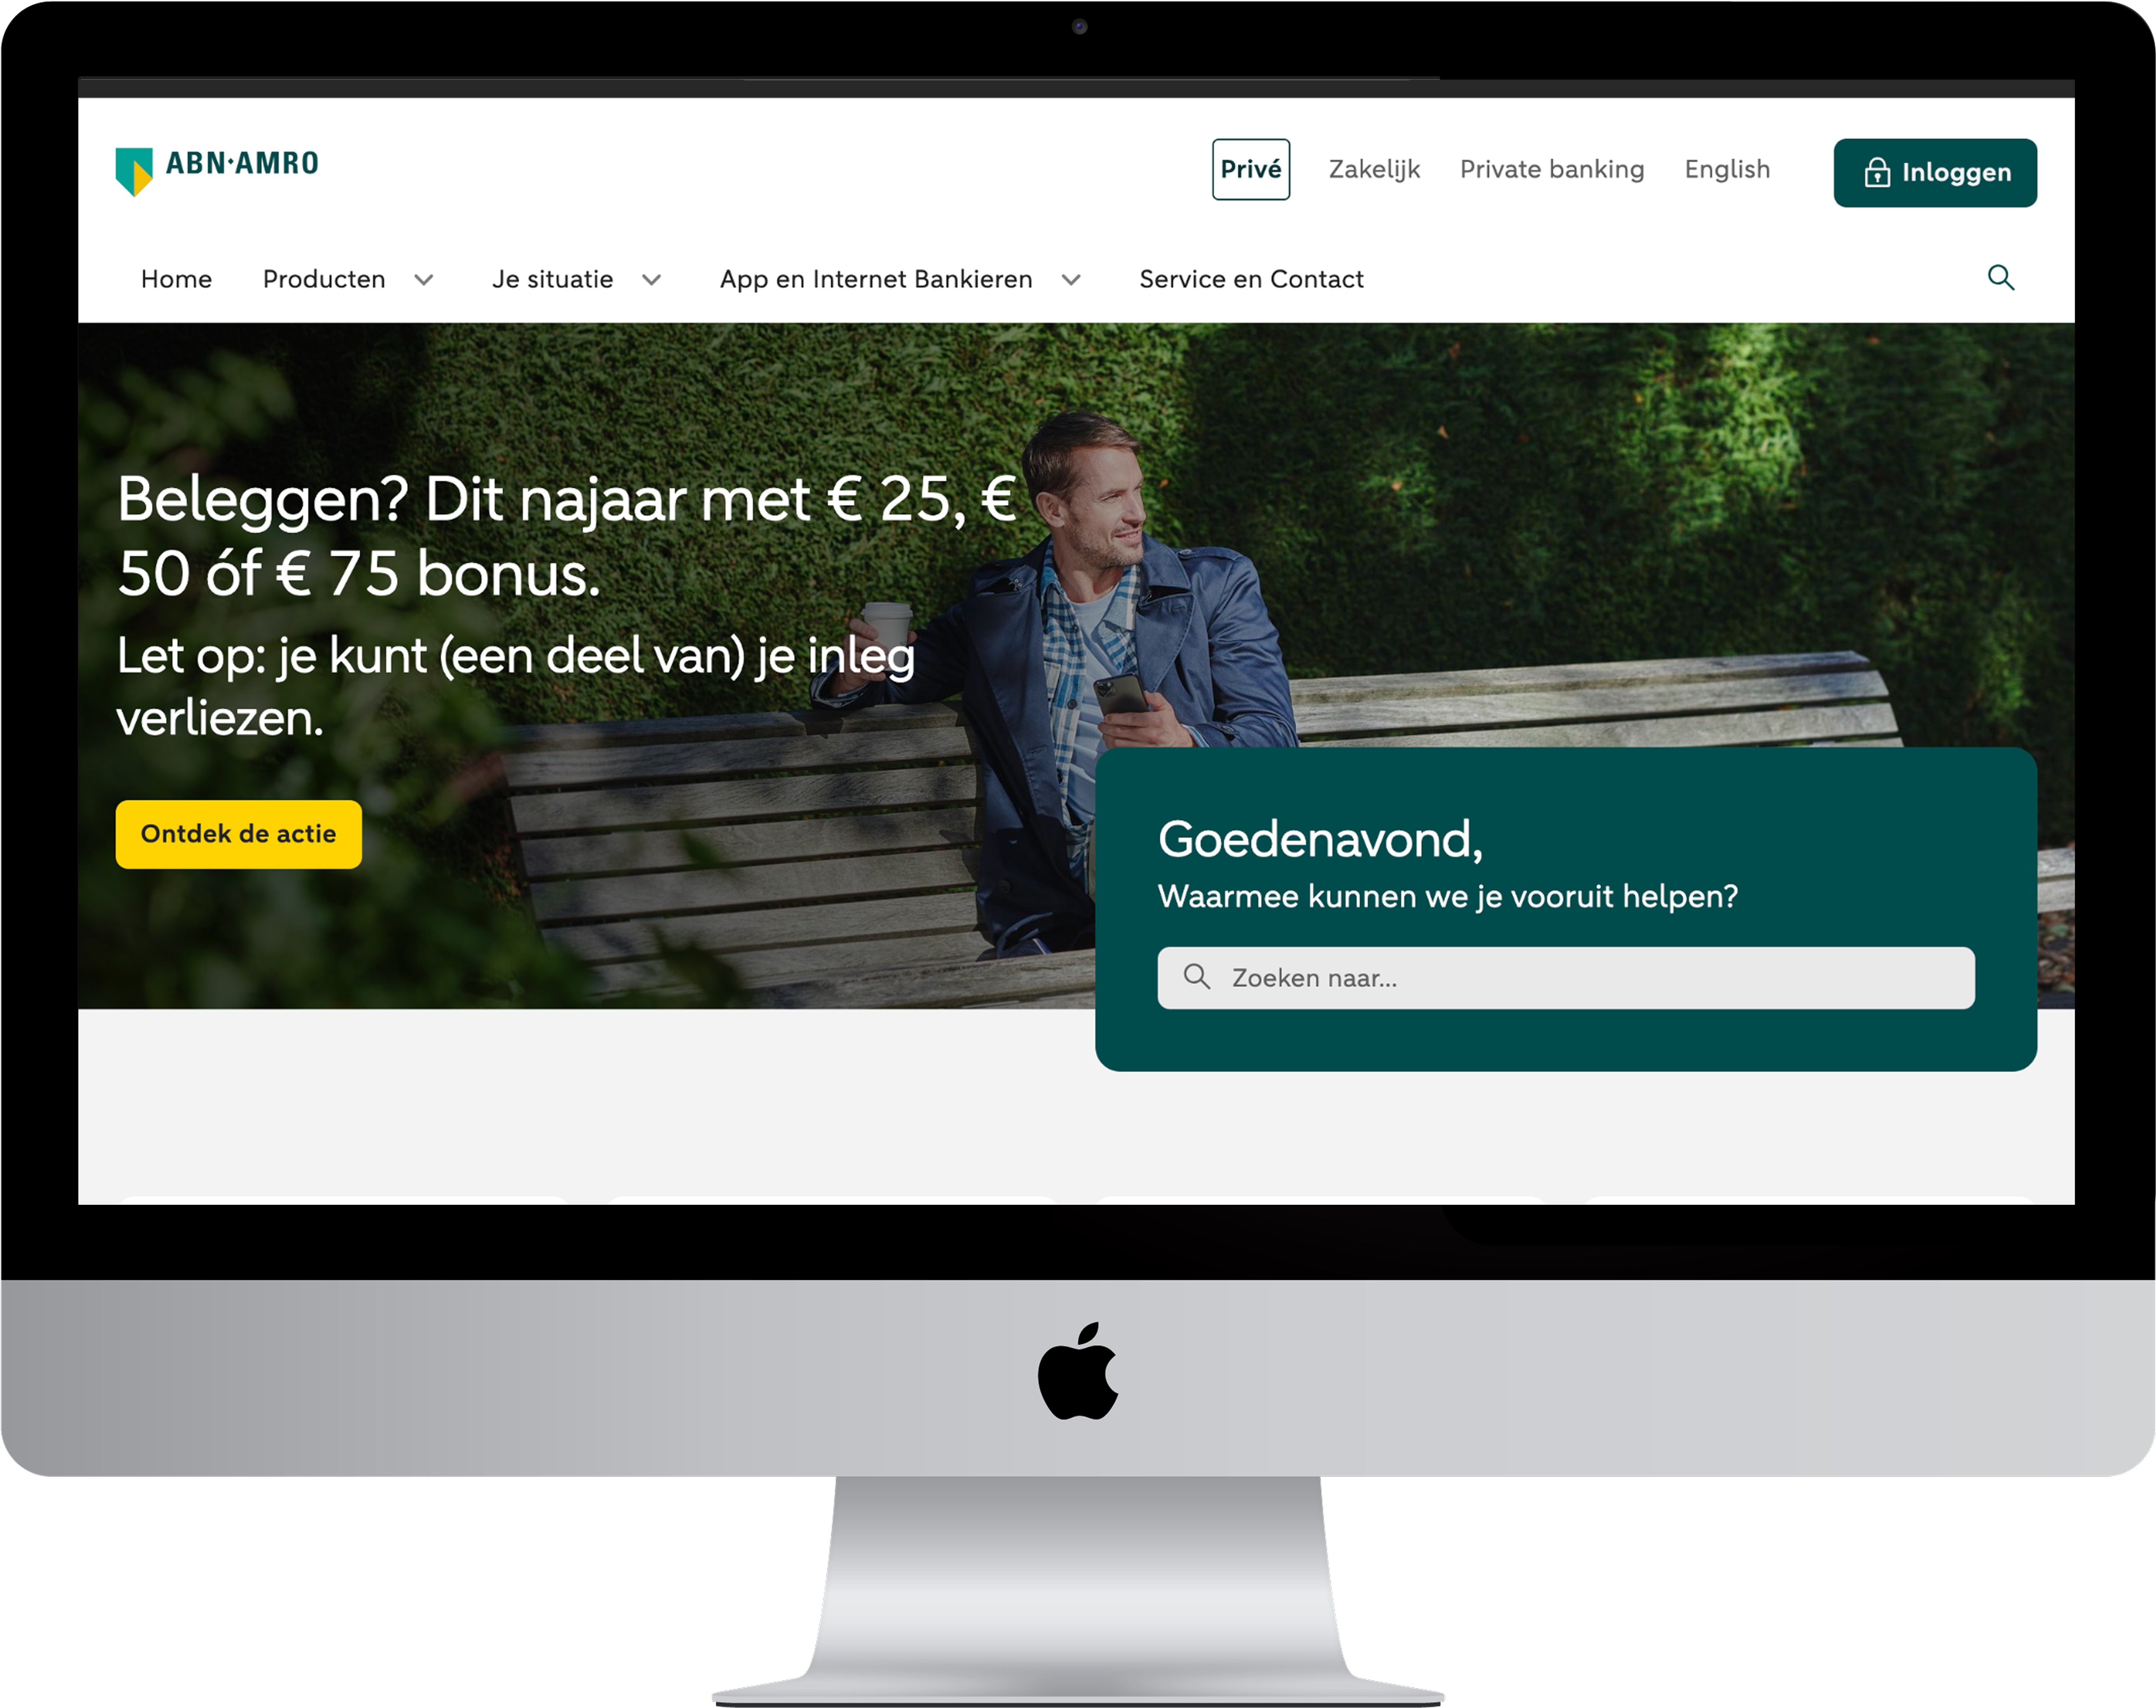 ABN·AMRO
Privé
Zakelijk
Private banking
English
Inloggen
Home
Producten
Je situatie
App en Internet Bankieren
Service en Contact
Beleggen? Dit najaar met € 25, €
50 óf € 75 bonus.
Let op: je kunt (een deel van) je inleg
verliezen.
Ontdek de actie
Goedenavond,
Waarmee kunnen we je vooruit helpen?
Zoeken naar...